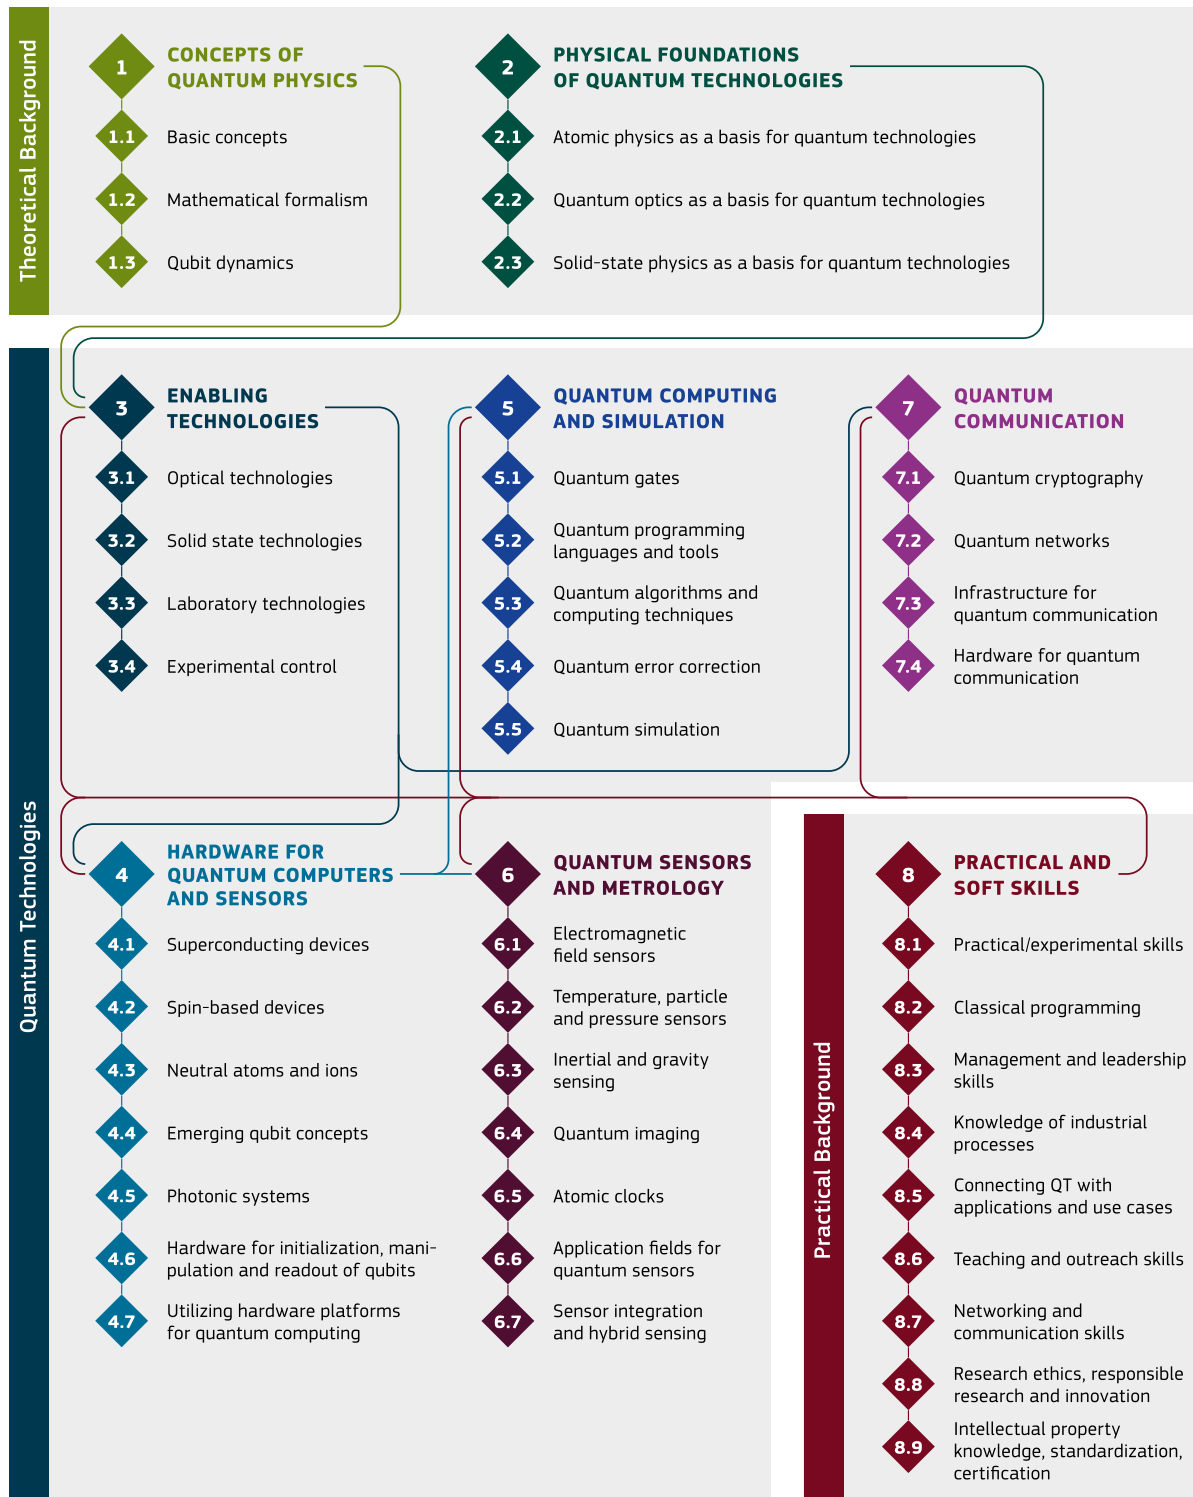 Theoretical Background
1
CONCEPTS OF
QUANTUM PHYSICS
1.1
Basic concepts
1.2
Mathematical formalism
1.3
Qubit dynamics
2
PHYSICAL FOUNDATIONS
OF QUANTUM TECHNOLOGIES
2.1
Atomic physics as a basis for quantum technologies
2.2
Quantum optics as a basis for quantum technologies
2.3
Solid-state physics as a basis for quantum technologies
Quantum Technologies
3
ENABLING
TECHNOLOGIES
3.1
Optical technologies
3.2
Solid state technologies
3.3
Laboratory technologies
3.4
Experimental control
5
QUANTUM COMPUTING
AND SIMULATION
5.1
Quantum gates
5.2
Quantum programming
languages and tools
5.3
Quantum algorithms and
computing techniques
5.4
Quantum error correction
5.5
Quantum simulation
7
QUANTUM
COMMUNICATION
7.1
Quantum cryptography
7.2
Quantum networks
7.3
Infrastructure for
quantum communication
7.4
Hardware for quantum
communication
4
HARDWARE FOR
QUANTUM COMPUTERS
AND SENSORS
4.1
Superconducting devices
4.2
Spin-based devices
4.3
Neutral atoms and ions
4.4
Emerging qubit concepts
4.5
Photonic systems
4.6
Hardware for initialization, mani-
pulation and readout of qubits
4.7
Utilizing hardware platforms
for quantum computing
6
QUANTUM SENSORS
AND METROLOGY
6.1
Electromagnetic
field sensors
6.2
Temperature, particle
and pressure sensors
6.3
Inertial and gravity
sensing
6.4
Quantum imaging
6.5
Atomic clocks
6.6
Application fields for
quantum sensors
6.7
Sensor integration
and hybrid sensing
Practical Background
8
PRACTICAL AND
SOFT SKILLS
8.1
Practical/experimental skills
8.2
Classical programming
8.3
Management and leadership
skills
8.4
Knowledge of industrial
processes
8.5
Connecting QT with
applications and use cases
8.6
Teaching and outreach skills
8.7
Networking and
communication skills
8.8
Research ethics, responsible
research and innovation
8.9
Intellectual property
knowledge, standardization,
certification